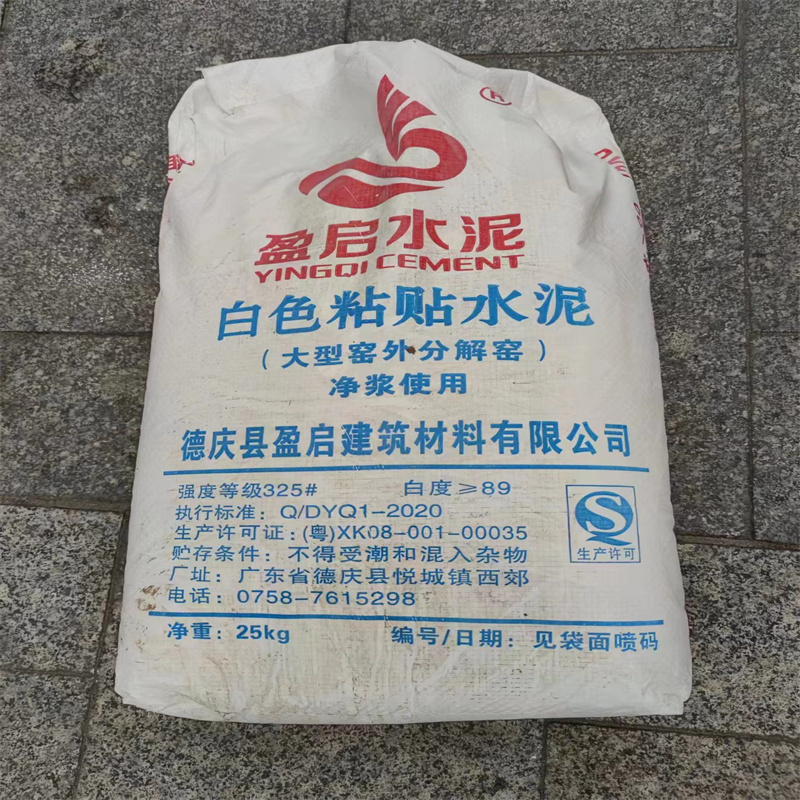 ®
盈启水泥
YINGQI CEMENT
白色粘贴水泥
(大型窑外分解窑)
净浆使用
德庆县盈启建筑材料有限公司
强度等级325# 白度≥89
执行标准：Q/DYQ1-2020
生产许可证：(粤)XK08-001-00035
贮存条件：不得受潮和混入杂物
厂址：广东省德庆县悦城镇西郊
电话：0758-7615298
生产许可
净重：25kg 编号/日期：见袋面喷码